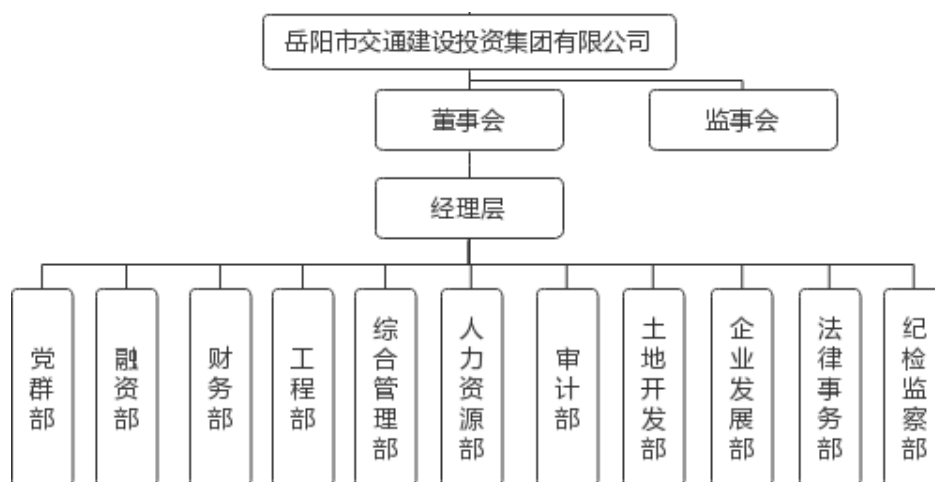 岳阳市交通建设投资集团有限公司
董事会
监事会
经理层
党群部
融资部
财务部
工程部
综合管理部
人力资源部
审计部
土地开发部
企业发展部
法律事务部
纪检监察部